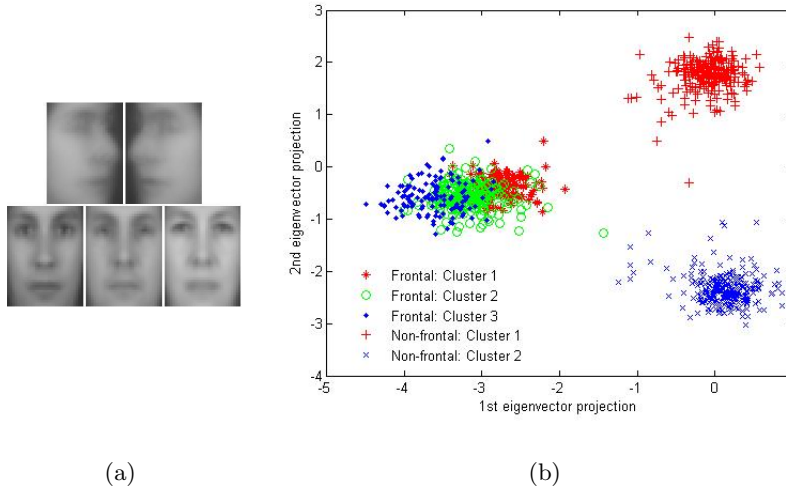 3
2
1
0
-1
-2
-3
-4
2nd eigenvector projection
Frontal: Cluster 1
Frontal: Cluster 2
Frontal: Cluster 3
Non-frontal: Cluster 1
Non-frontal: Cluster 2
-5 -4 -3 -2 -1 0
1st eigenvector projection
(a) (b)